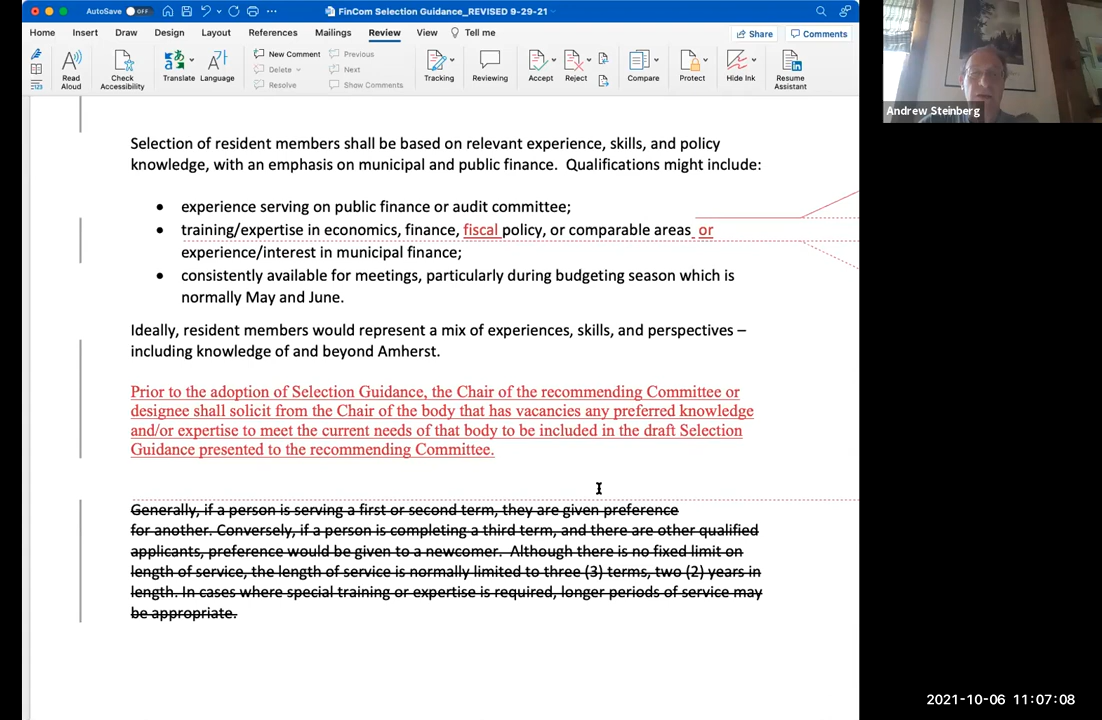 AutoSave OFF
FinCom Selection Guidance_REVISED 9-29-21
Home Insert Draw Design Layout References Mailings Review View Tell me
Share Comments
Read Aloud
Check Accessibility
Translate
Language
New Comment
Delete
Resolve
Previous
Next
Show Comments
Tracking
Reviewing
Accept
Reject
Compare
Protect
Hide Ink
Resume Assistant
Andrew Steinberg
Selection of resident members shall be based on relevant experience, skills, and policy
knowledge, with an emphasis on municipal and public finance.  Qualifications might include:
• experience serving on public finance or audit committee;
• training/expertise in economics, finance, fiscal policy, or comparable areas or
experience/interest in municipal finance;
• consistently available for meetings, particularly during budgeting season which is
normally May and June.
Ideally, resident members would represent a mix of experiences, skills, and perspectives –
including knowledge of and beyond Amherst.
Prior to the adoption of Selection Guidance, the Chair of the recommending Committee or
designee shall solicit from the Chair of the body that has vacancies any preferred knowledge
and/or expertise to meet the current needs of that body to be included in the draft Selection
Guidance presented to the recommending Committee.
Generally, if a person is serving a first or second term, they are given preference
for another. Conversely, if a person is completing a third term, and there are other qualified
applicants, preference would be given to a newcomer.  Although there is no fixed limit on
length of service, the length of service is normally limited to three (3) terms, two (2) years in
length. In cases where special training or expertise is required, longer periods of service may
be appropriate.
2021-10-06 11:07:08